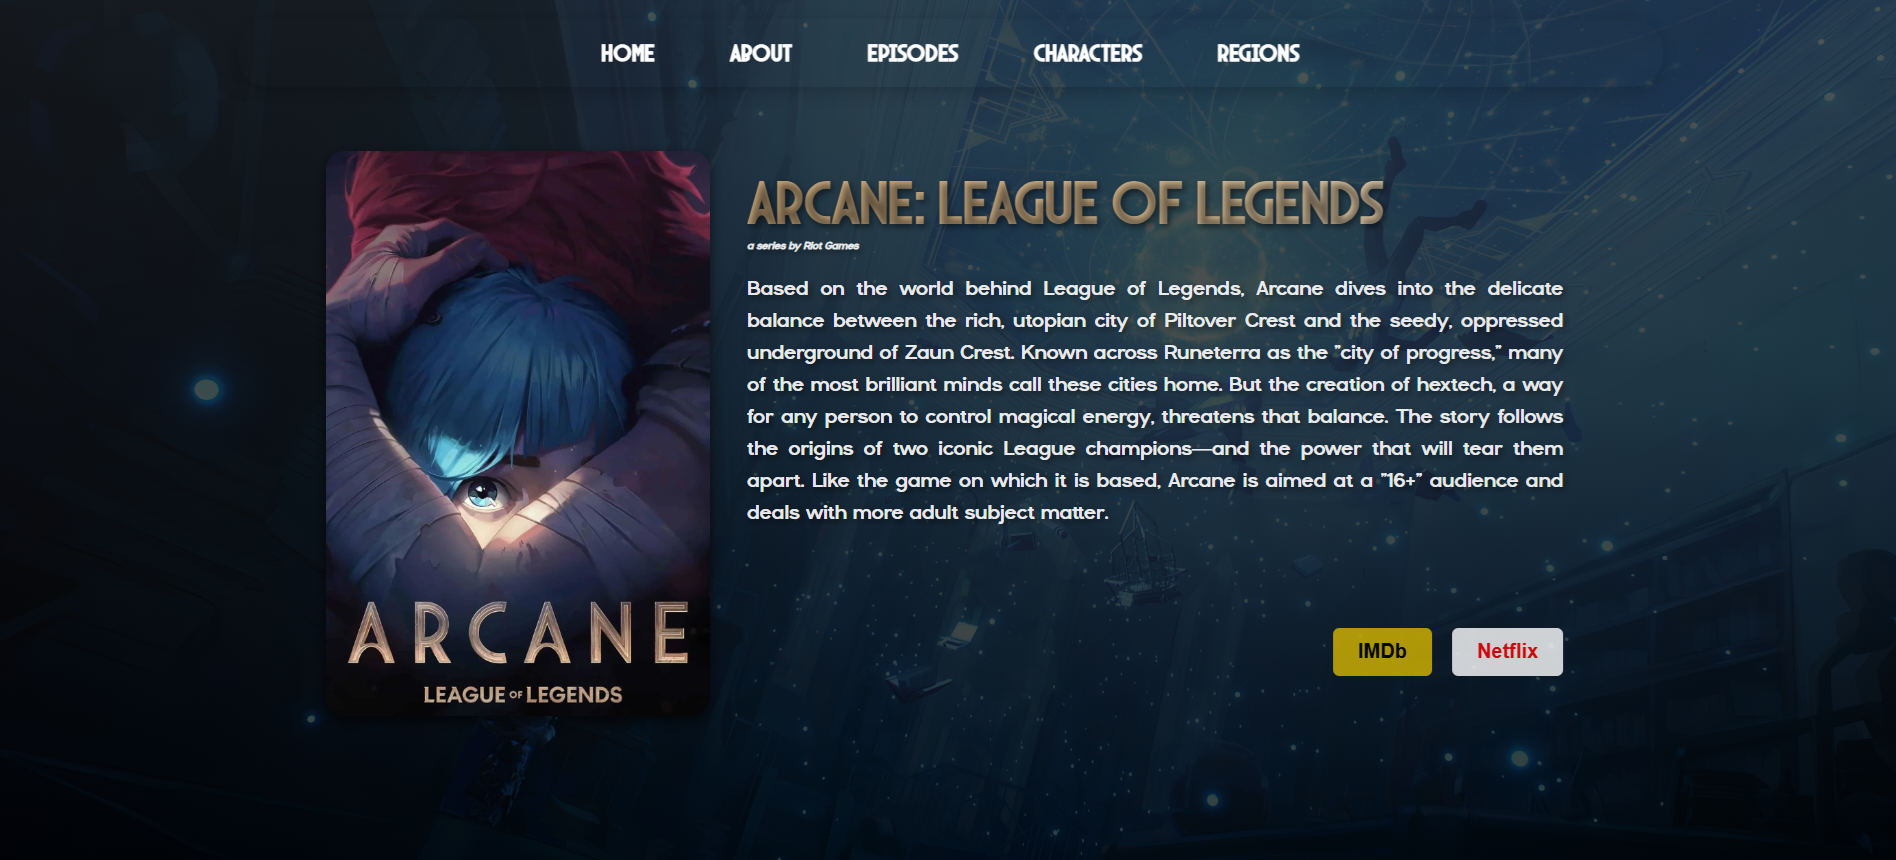 HOME ABOUT EPISODES CHARACTERS REGIONS
ARCANE: LEAGUE OF LEGENDS
a series by Riot Games
Based on the world behind League of Legends, Arcane dives into the delicate
balance between the rich, utopian city of Piltover Crest and the seedy, oppressed
underground of Zaun Crest. Known across Runeterra as the "city of progress," many
of the most brilliant minds call these cities home. But the creation of hextech, a way
for any person to control magical energy, threatens that balance. The story follows
the origins of two iconic League champions—and the power that will tear them
apart. Like the game on which it is based, Arcane is aimed at a "16+" audience and
deals with more adult subject matter.
ARCANE
LEAGUE OF LEGENDS
IMDb Netflix